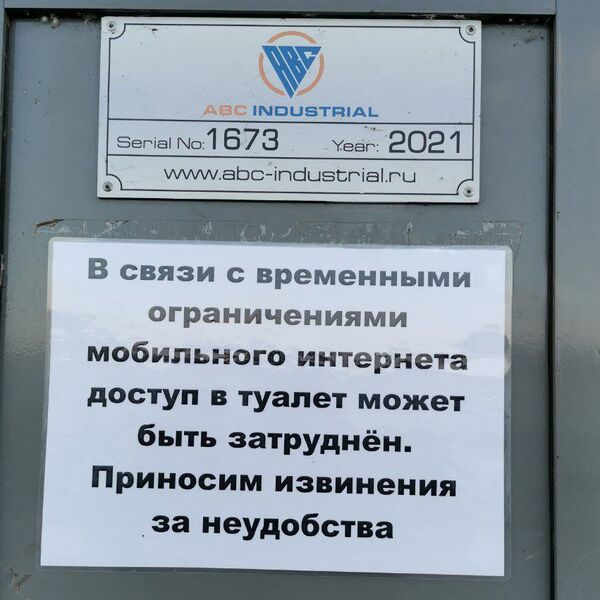 ABC
ABC INDUSTRIAL
Serial No: 1673 Year: 2021
www.abc-industrial.ru
В связи с временными
ограничениями
мобильного интернета
доступ в туалет может
быть затруднён.
Приносим извинения
за неудобства